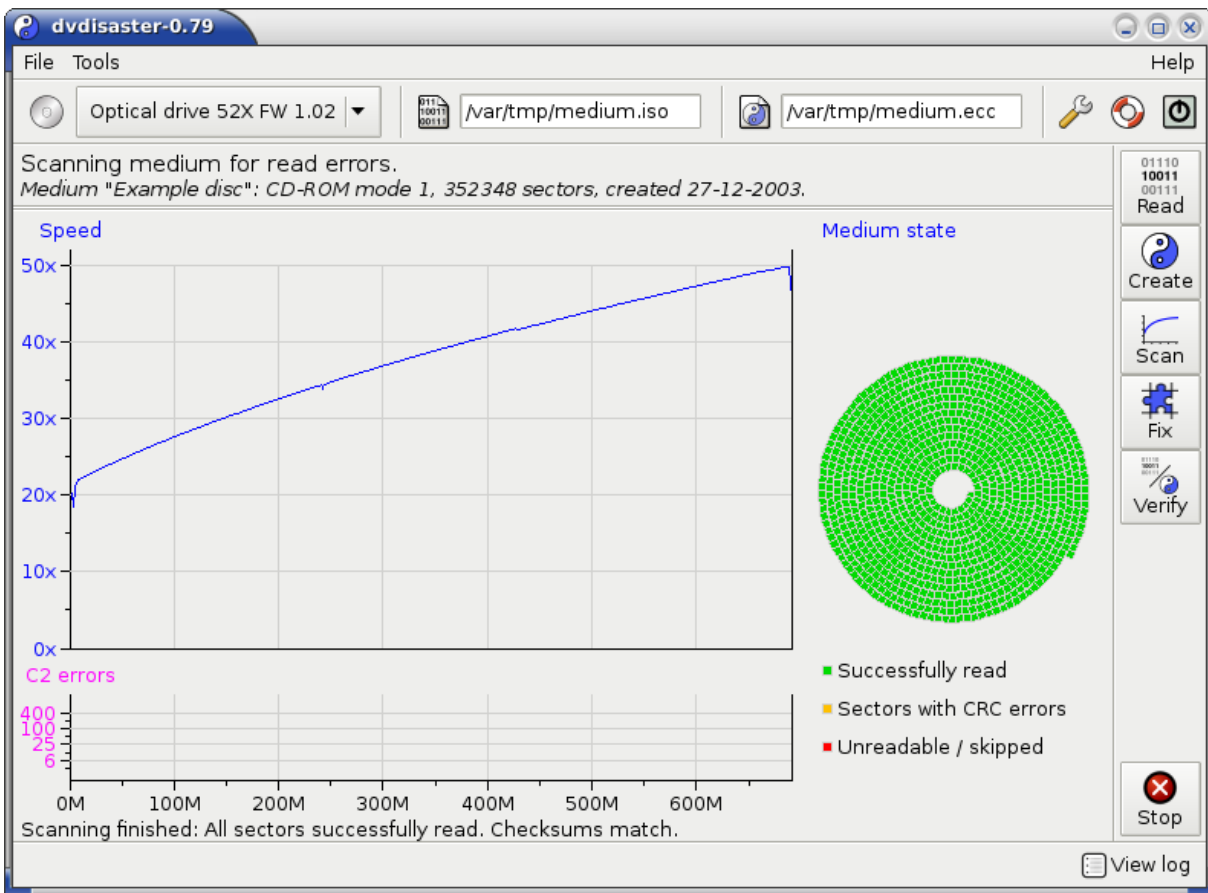 dvdisaster-0.79
File Tools Help
Optical drive 52X FW 1.02 /var/tmp/medium.iso /var/tmp/medium.ecc
Scanning medium for read errors.
Medium "Example disc": CD-ROM mode 1, 352348 sectors, created 27-12-2003.
Speed
50x
40x
30x
20x
10x
0x
C2 errors
400
100
25
6
0M 100M 200M 300M 400M 500M 600M
Scanning finished: All sectors successfully read. Checksums match.
Medium state
Successfully read
Sectors with CRC errors
Unreadable / skipped
01110
10011
00111
Read
Create
Scan
Fix
Verify
Stop
View log